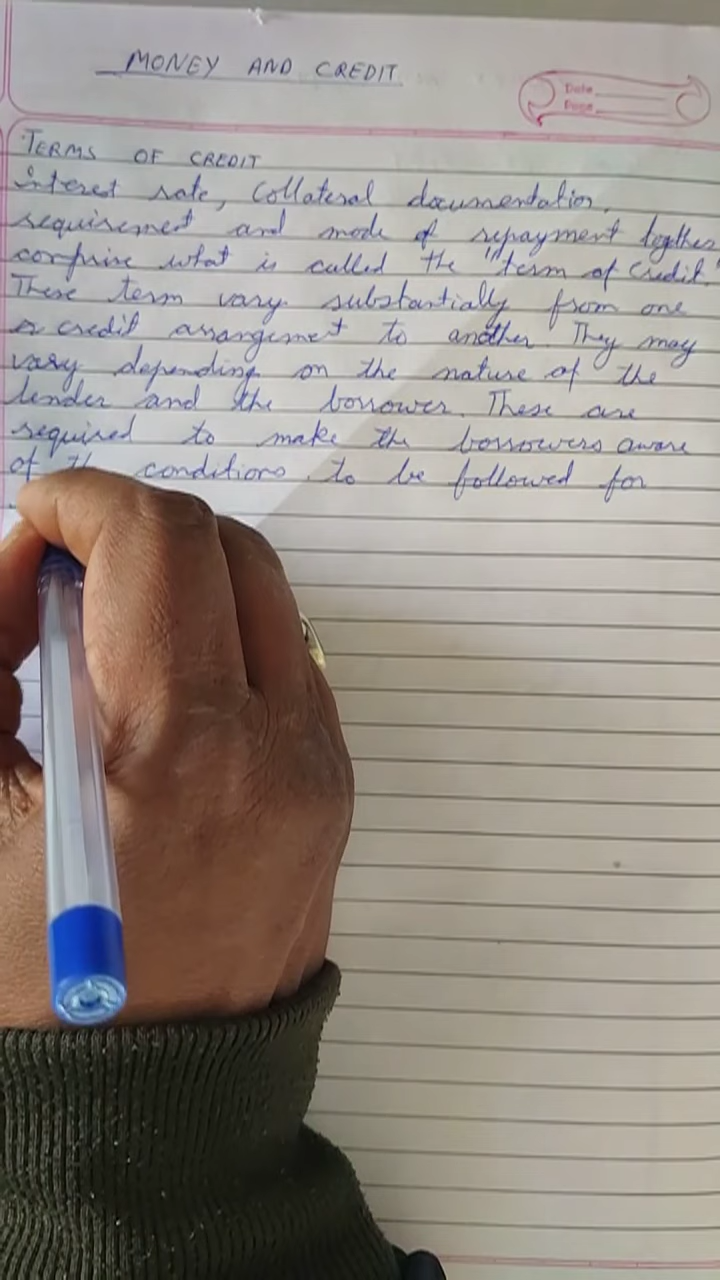 MONEY AND CREDIT
Date
Page
TERMS OF CREDIT
interest rate, Collateral documentation,
requirement and mode of repayment together
comprise what is called the "term of Credit."
These term vary substantially from one
credit arrangement to another. They may
vary depending on the nature of the
lender and the borrower. These are
required to make the borrowers aware
of th conditions to be followed for